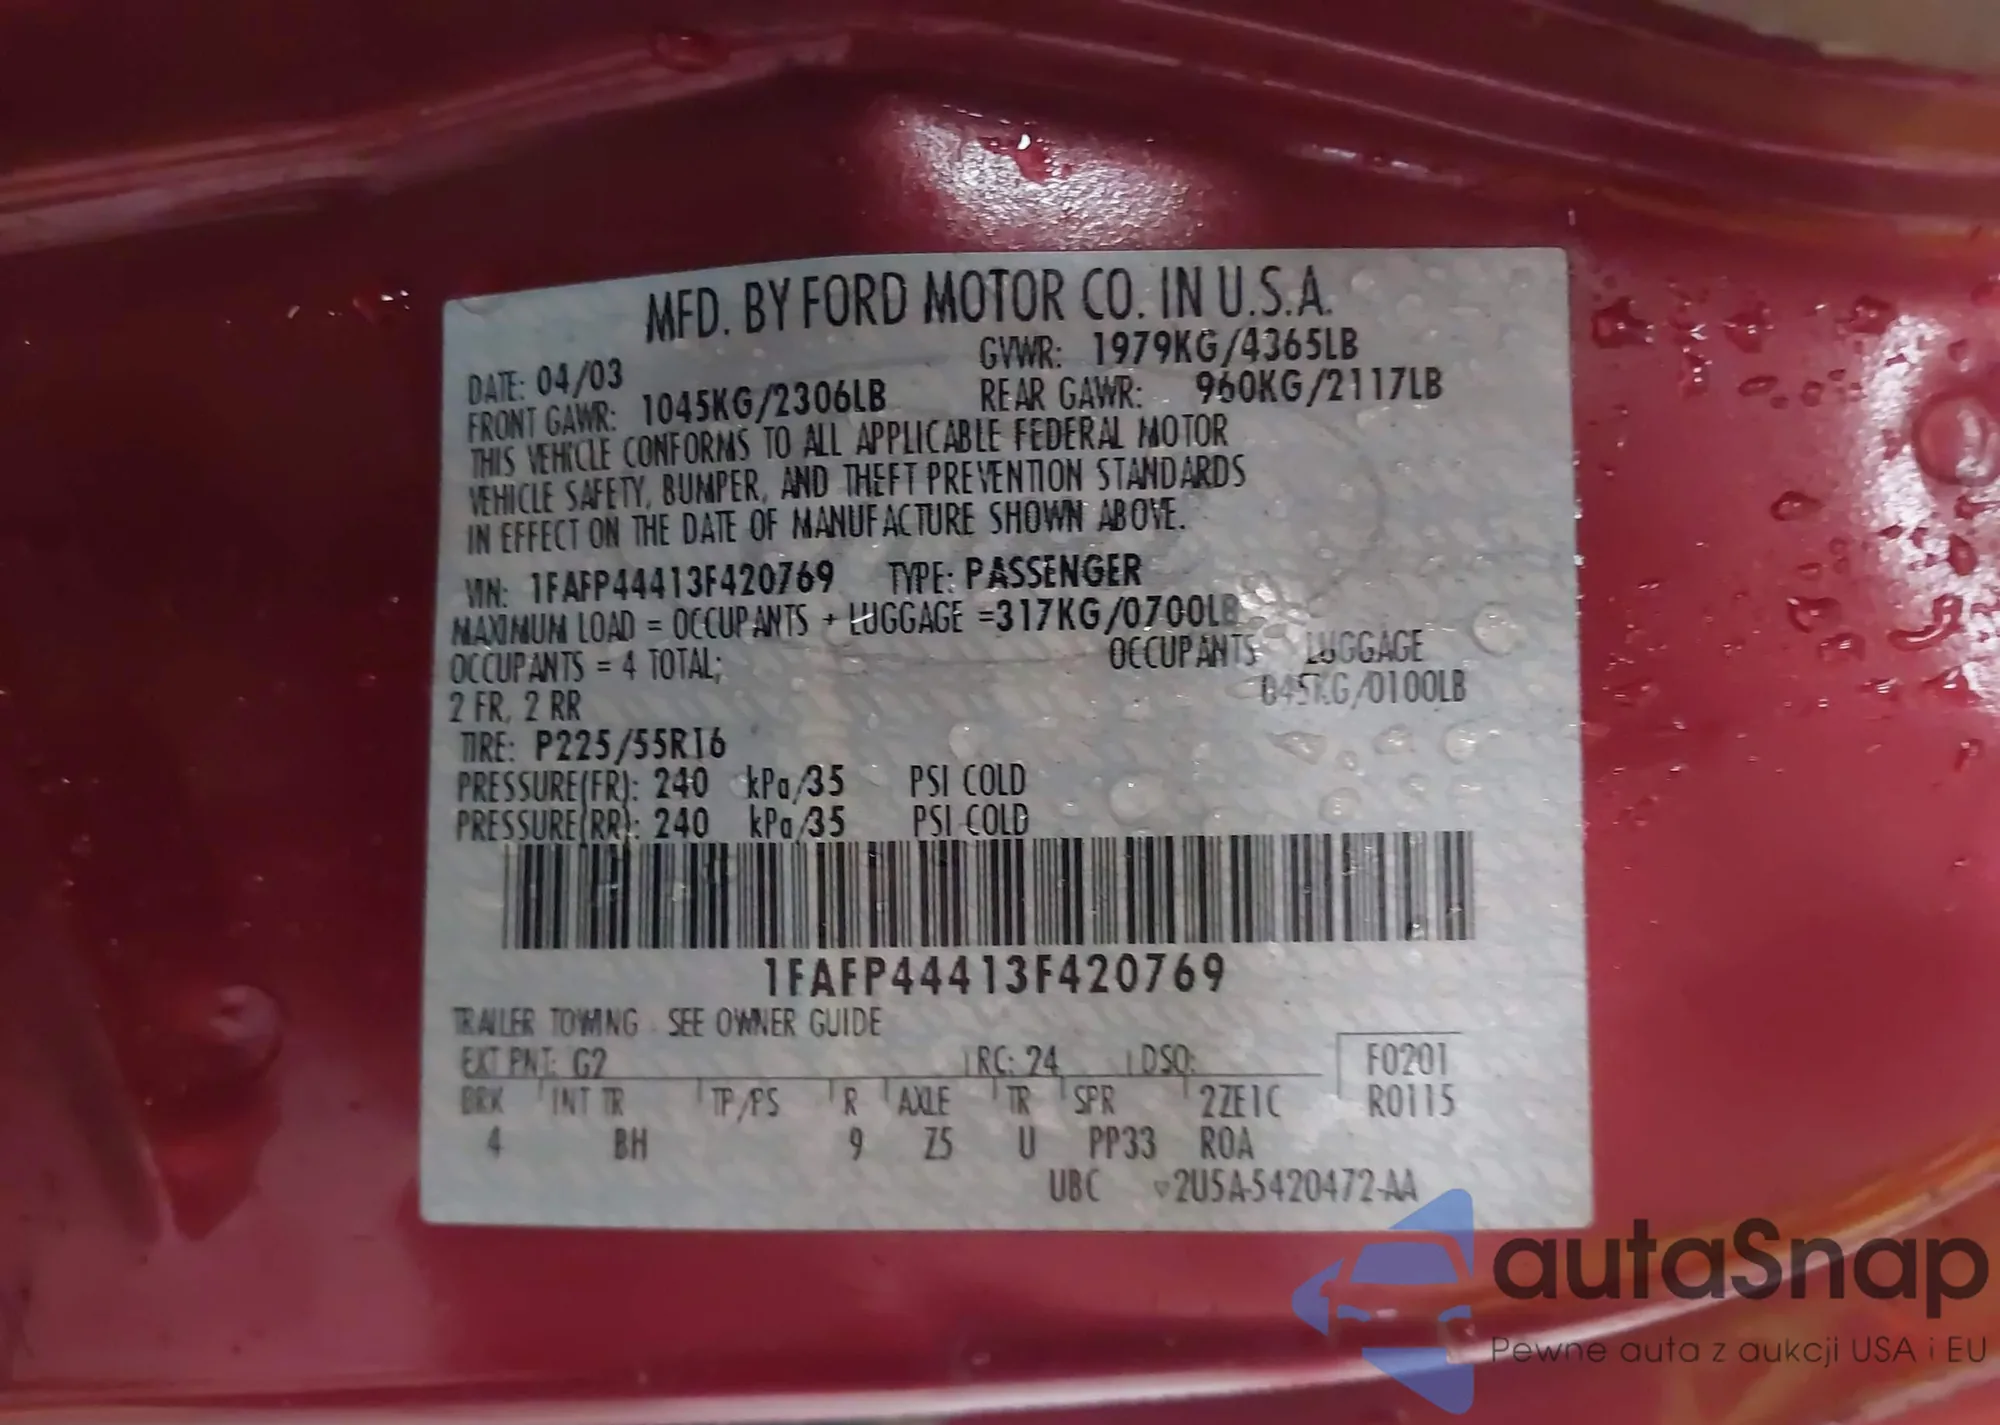 MFD. BY FORD MOTOR CO. IN U.S.A.
DATE: 04/03 GVWR: 1979KG/4365LB
FRONT GAWR: 1045KG/2306LB REAR GAWR: 960KG/2117LB
THIS VEHICLE CONFORMS TO ALL APPLICABLE FEDERAL MOTOR
VEHICLE SAFETY, BUMPER, AND THEFT PREVENTION STANDARDS
IN EFFECT ON THE DATE OF MANUFACTURE SHOWN ABOVE.
VIN: 1FAFP44413F420769 TYPE: PASSENGER
MAXIMUM LOAD = OCCUPANTS + LUGGAGE =317KG/0700LB
OCCUPANTS = 4 TOTAL; OCCUPANTS LUGGAGE
2 FR, 2 RR 045KG/0100LB
TIRE: P225/55R16
PRESSURE(FR): 240 kPa/35 PSI COLD
PRESSURE(RR): 240 kPa/35 PSI COLD
1FAFP44413F420769
TRAILER TOWING - SEE OWNER GUIDE
EXT PNT: G2 RC: 24 DSO: F0201
BRK INT TR TP/PS R AXLE TR SPR 2ZE1C R0115
4 BH 9 Z5 U PP33 ROA
UBC 2U5A-5420472-AA
autaSnap
Pewne auta z aukcji USA i EU